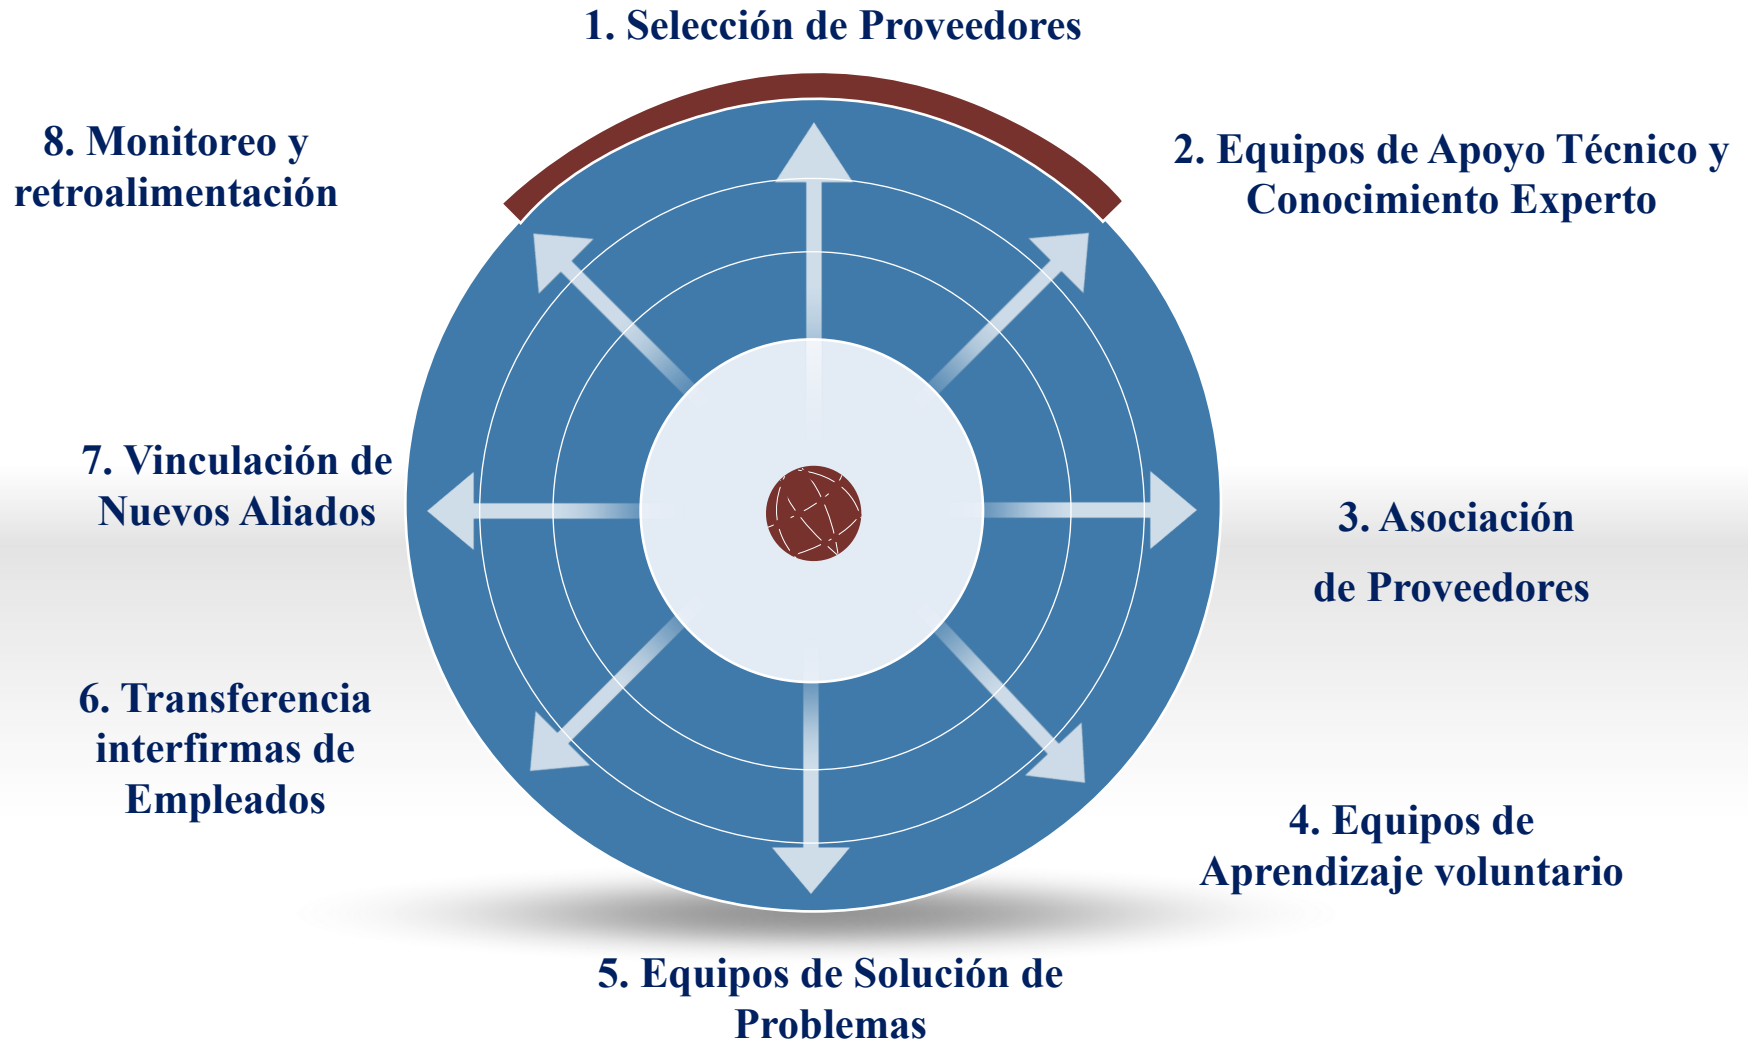 1. Selección de Proveedores
2. Equipos de Apoyo Técnico y
Conocimiento Experto
3. Asociación
de Proveedores
4. Equipos de
Aprendizaje voluntario
5. Equipos de Solución de
Problemas
6. Transferencia
interfirmas de
Empleados
7. Vinculación de
Nuevos Aliados
8. Monitoreo y
retroalimentación